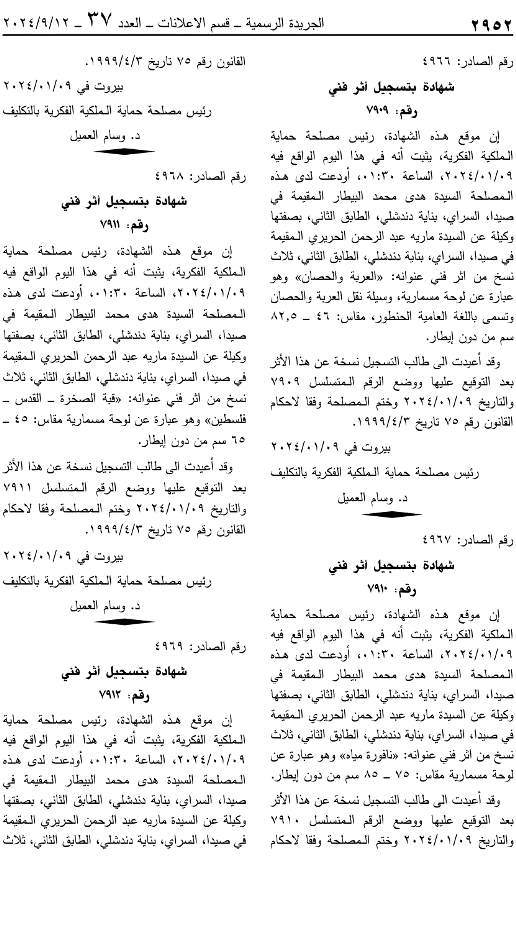 ٢٩٥٢
الجريدة الرسمية ــ قسم الاعلانات ــ العدد ٣٧ ــ ٢٠٢٤/٩/١٢
رقم الصادر: ٤٩٦٦
شهادة بتسجيل أثر فني
رقم: ٧٩٠٩
إن موقع هذه الشهادة، رئيس مصلحة حماية
الملكية الفكرية، يثبت أنه في هذا اليوم الواقع فيه
٢٠٢٤/٠١/٠٩، الساعة ٠١:٣٠، أودعت لدى هذه
المصلحة السيدة هدى محمد البيطار المقيمة في
صيدا، السراي، بناية دندشلي، الطابق الثاني، بصفتها
وكيلة عن السيدة ماريه عبد الرحمن الحريري المقيمة
في صيدا، السراي، بناية دندشلي، الطابق الثاني، ثلاث
نسخ من اثر فني عنوانه: «العربة والحصان» وهو
عبارة عن لوحة مسمارية، وسيلة نقل العربة والحصان
وتسمى باللغة العامية الحنطور، مقاس: ٤٦ ــ ٨٢,٥
سم من دون إيطار.
وقد أعيدت الى طالب التسجيل نسخة عن هذا الأثر
بعد التوقيع عليها ووضع الرقم المتسلسل ٧٩٠٩
والتاريخ ٢٠٢٤/٠١/٠٩ وختم المصلحة وفقا لاحكام
القانون رقم ٧٥ تاريخ ١٩٩٩/٤/٣.
بيروت في ٢٠٢٤/٠١/٠٩
رئيس مصلحة حماية الملكية الفكرية بالتكليف
د. وسام العميل
رقم الصادر: ٤٩٦٧
شهادة بتسجيل أثر فني
رقم: ٧٩١٠
إن موقع هذه الشهادة، رئيس مصلحة حماية
الملكية الفكرية، يثبت أنه في هذا اليوم الواقع فيه
٢٠٢٤/٠١/٠٩، الساعة ٠١:٣٠، أودعت لدى هذه
المصلحة السيدة هدى محمد البيطار المقيمة في
صيدا، السراي، بناية دندشلي، الطابق الثاني، بصفتها
وكيلة عن السيدة ماريه عبد الرحمن الحريري المقيمة
في صيدا، السراي، بناية دندشلي، الطابق الثاني، ثلاث
نسخ من اثر فني عنوانه: «نافورة مياه» وهو عبارة عن
لوحة مسمارية مقاس: ٧٥ ــ ٨٥ سم من دون إيطار.
وقد أعيدت الى طالب التسجيل نسخة عن هذا الأثر
بعد التوقيع عليها ووضع الرقم المتسلسل ٧٩١٠
والتاريخ ٢٠٢٤/٠١/٠٩ وختم المصلحة وفقا لاحكام
القانون رقم ٧٥ تاريخ ١٩٩٩/٤/٣.
بيروت في ٢٠٢٤/٠١/٠٩
رئيس مصلحة حماية الملكية الفكرية بالتكليف
د. وسام العميل
رقم الصادر: ٤٩٦٨
شهادة بتسجيل أثر فني
رقم: ٧٩١١
إن موقع هذه الشهادة، رئيس مصلحة حماية
الملكية الفكرية، يثبت أنه في هذا اليوم الواقع فيه
٢٠٢٤/٠١/٠٩، الساعة ٠١:٣٠، أودعت لدى هذه
المصلحة السيدة هدى محمد البيطار المقيمة في
صيدا، السراي، بناية دندشلي، الطابق الثاني، بصفتها
وكيلة عن السيدة ماريه عبد الرحمن الحريري المقيمة
في صيدا، السراي، بناية دندشلي، الطابق الثاني، ثلاث
نسخ من اثر فني عنوانه: «قبة الصخرة ــ القدس ــ
فلسطين» وهو عبارة عن لوحة مسمارية مقاس: ٤٥ ــ
٦٥ سم من دون إيطار.
وقد أعيدت الى طالب التسجيل نسخة عن هذا الأثر
بعد التوقيع عليها ووضع الرقم المتسلسل ٧٩١١
والتاريخ ٢٠٢٤/٠١/٠٩ وختم المصلحة وفقا لاحكام
القانون رقم ٧٥ تاريخ ١٩٩٩/٤/٣.
بيروت في ٢٠٢٤/٠١/٠٩
رئيس مصلحة حماية الملكية الفكرية بالتكليف
د. وسام العميل
رقم الصادر: ٤٩٦٩
شهادة بتسجيل أثر فني
رقم: ٧٩١٢
إن موقع هذه الشهادة، رئيس مصلحة حماية
الملكية الفكرية، يثبت أنه في هذا اليوم الواقع فيه
٢٠٢٤/٠١/٠٩، الساعة ٠١:٣٠، أودعت لدى هذه
المصلحة السيدة هدى محمد البيطار المقيمة في
صيدا، السراي، بناية دندشلي، الطابق الثاني، بصفتها
وكيلة عن السيدة ماريه عبد الرحمن الحريري المقيمة
في صيدا، السراي، بناية دندشلي، الطابق الثاني، ثلاث